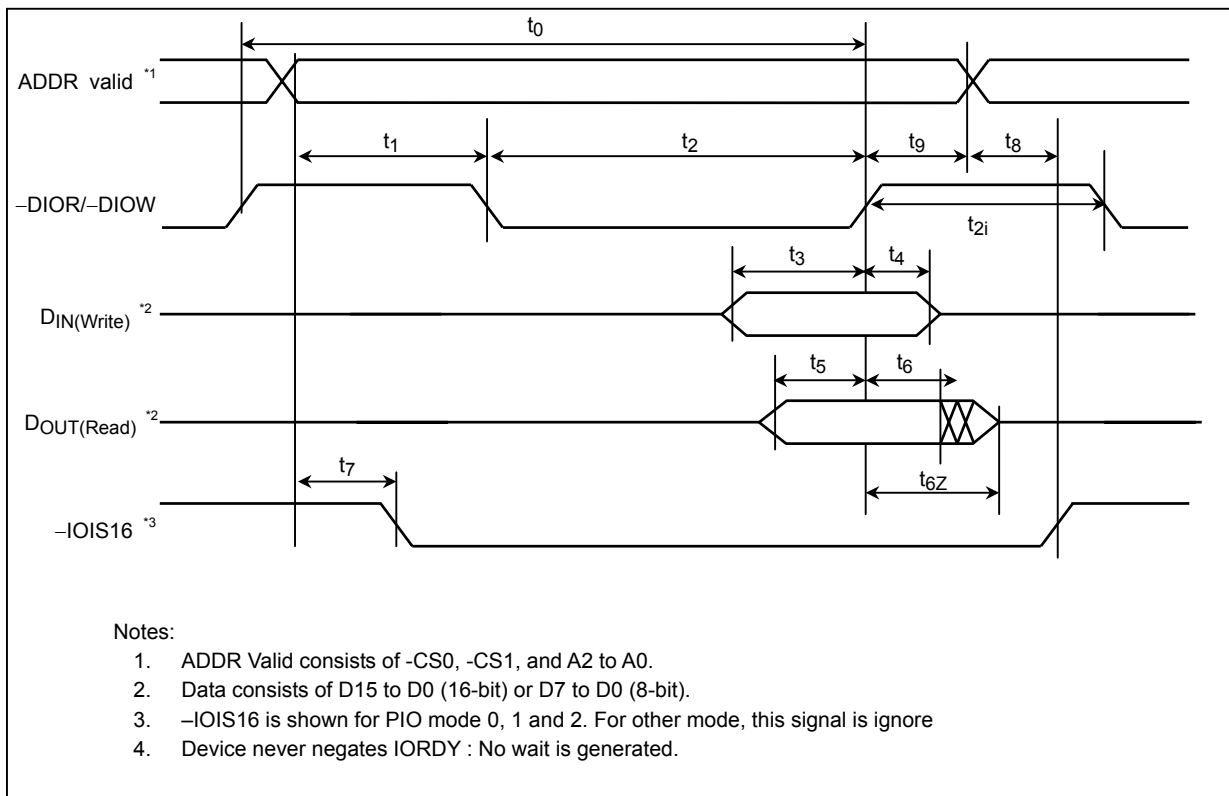 t0
ADDR valid *1
t1 t2 t9 t8
–DIOR/–DIOW
t2i
t3 t4
DIN(Write) *2
t5 t6
DOUT(Read) *2
t7
t6Z
–IOIS16 *3
Notes:
1. ADDR Valid consists of -CS0, -CS1, and A2 to A0.
2. Data consists of D15 to D0 (16-bit) or D7 to D0 (8-bit).
3. –IOIS16 is shown for PIO mode 0, 1 and 2. For other mode, this signal is ignore
4. Device never negates IORDY : No wait is generated.